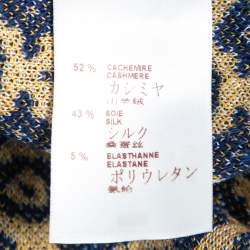 52 % CACHEMIRE
CASHMERE
カシミヤ
山羊絨
43 % SOIE
SILK
シルク
桑蚕丝
5 % ELASTHANNE
ELASTANE
ポリウレタン
氨纶